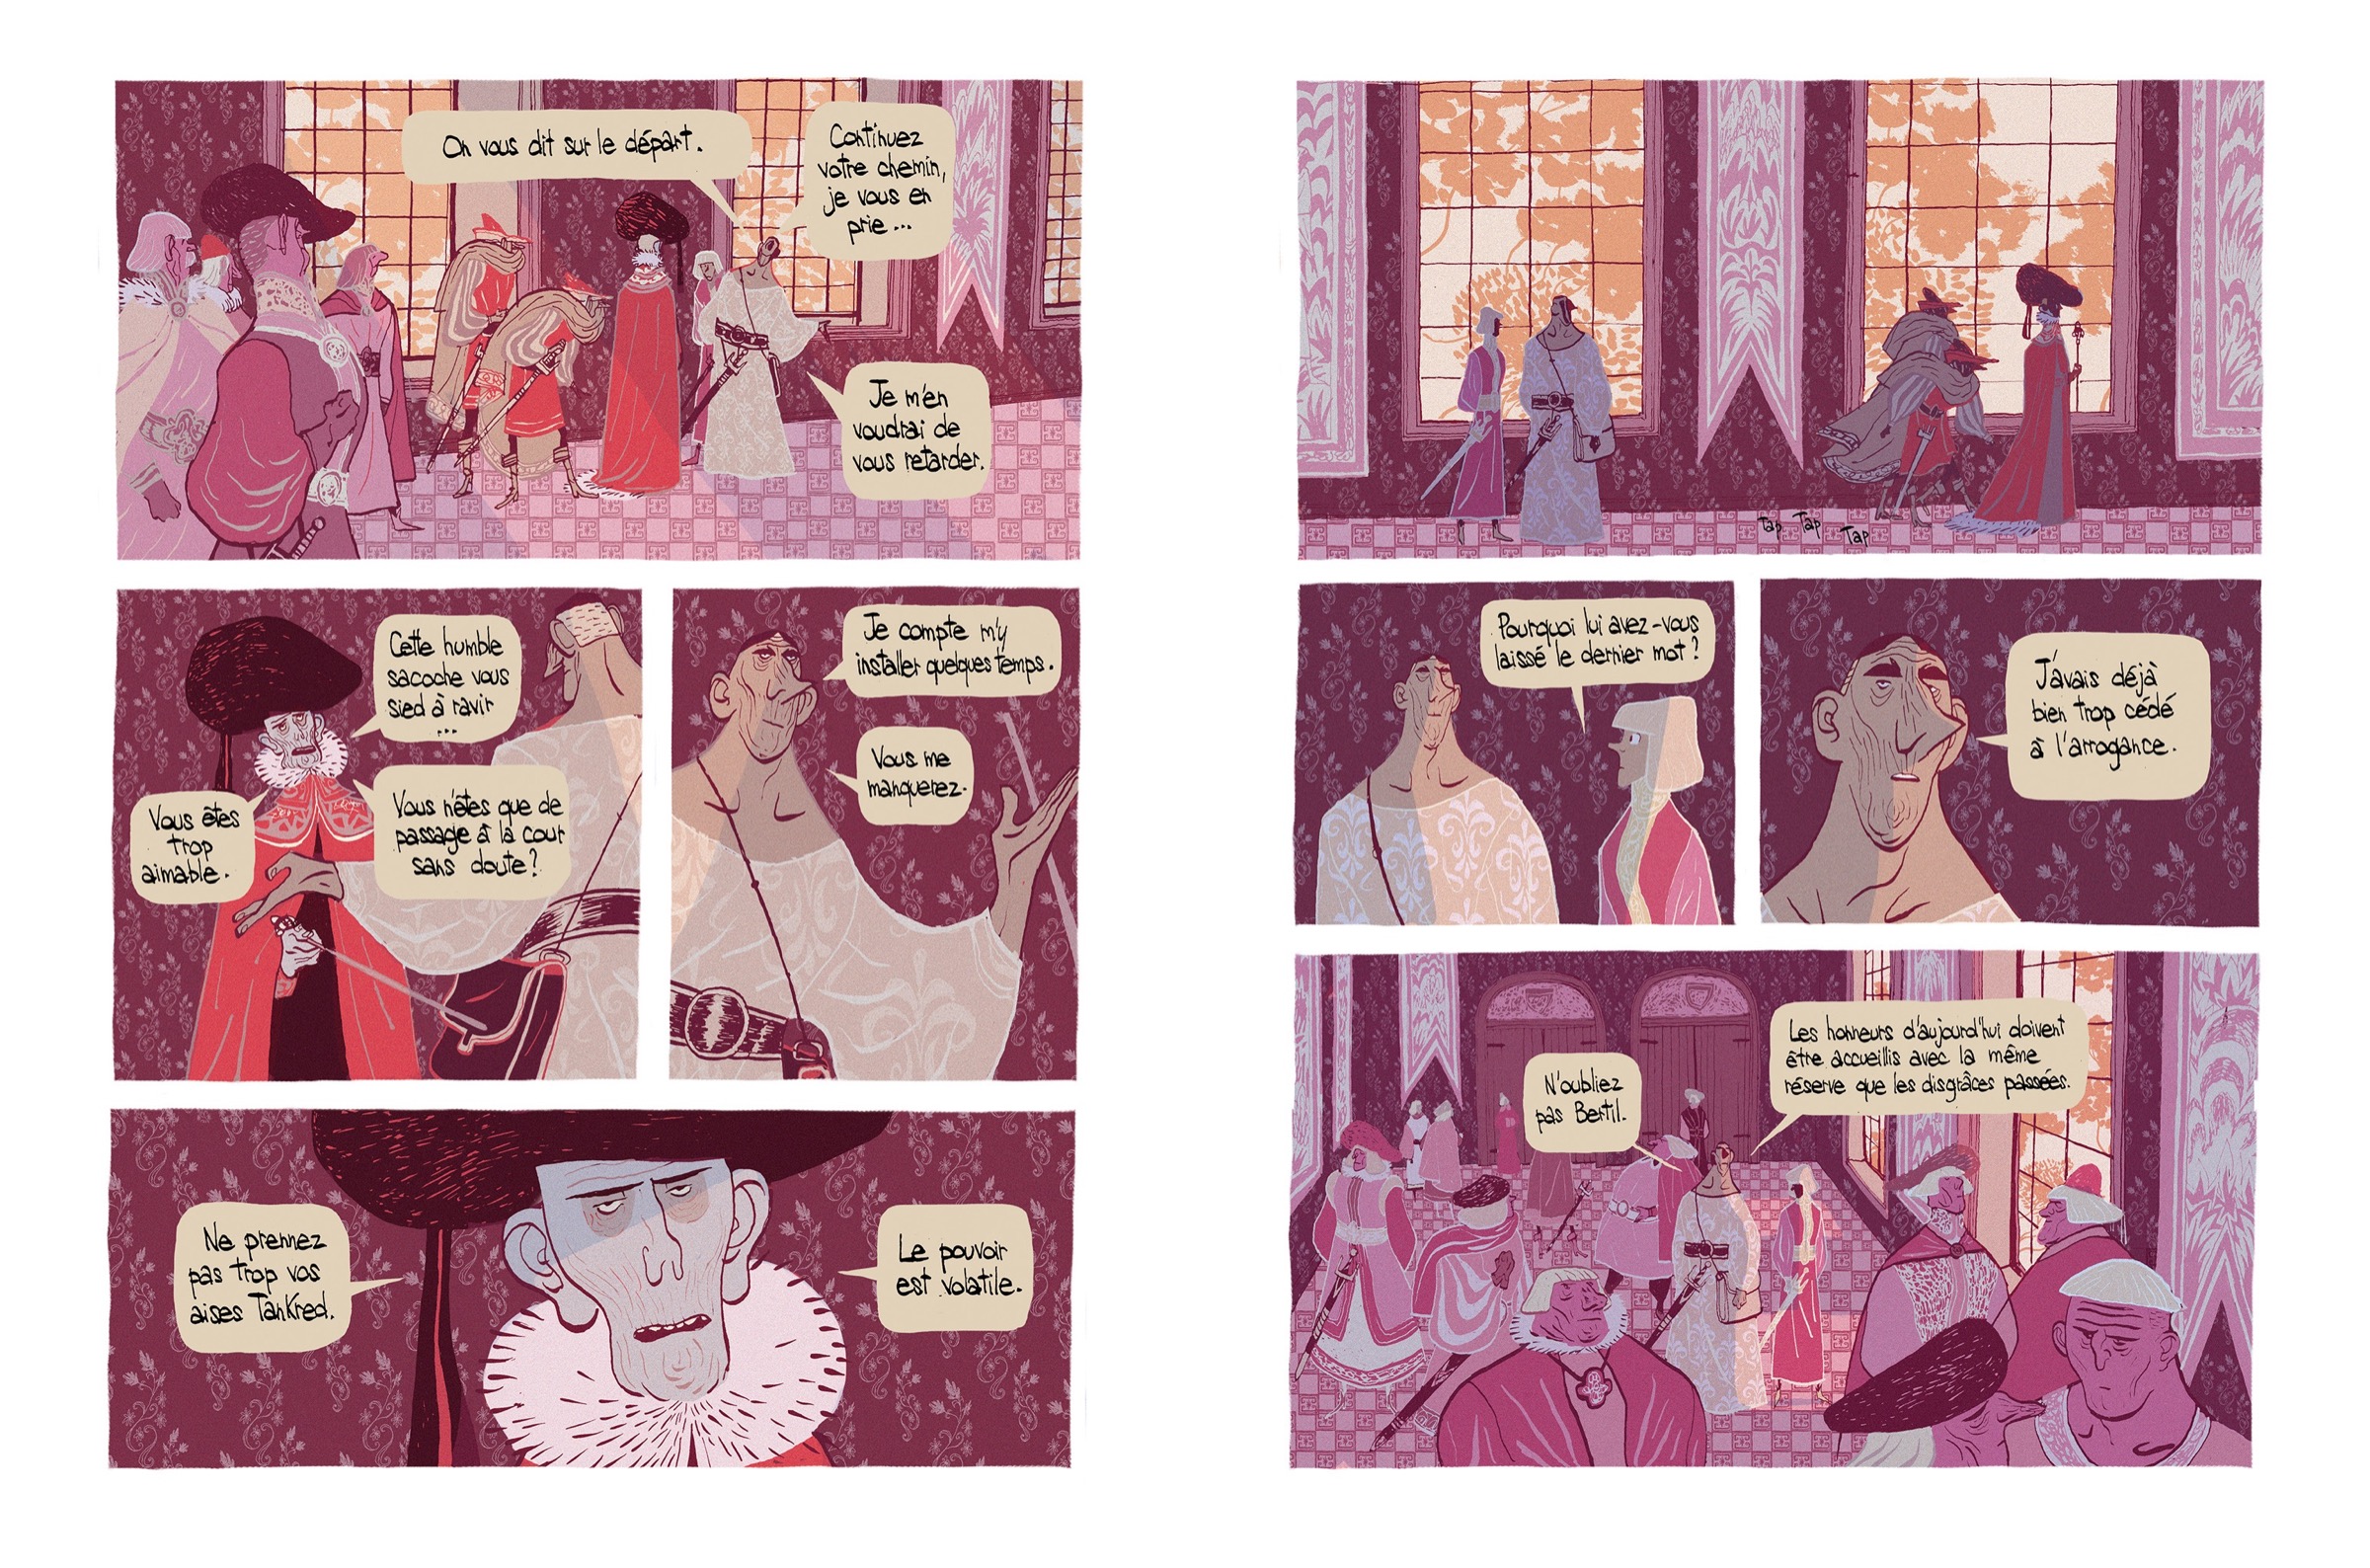 On vous dit sur le départ.
Continuez
votre chemin,
je vous en
prie...
Je m'en
voudrai de
vous retarder.
Cette humble
sacoche vous
sied à ravir
...
Vous êtes
trop
aimable.
Vous n'êtes que de
passage à la cour
sans doute?
Je compte m'y
installer quelques temps.
Vous me
manquerez.
Ne prennez
pas trop vos
aises Tankred.
Le pouvoir
est volatile.
Tap Tap Tap
Pourquoi lui avez-vous
laissé le dernier mot?
J'avais déjà
bien trop cédé
à l'arrogance.
N'oubliez
pas Bertil.
Les honneurs d'aujourd'hui doivent
être accueillis avec la même
réserve que les disgrâces passées.